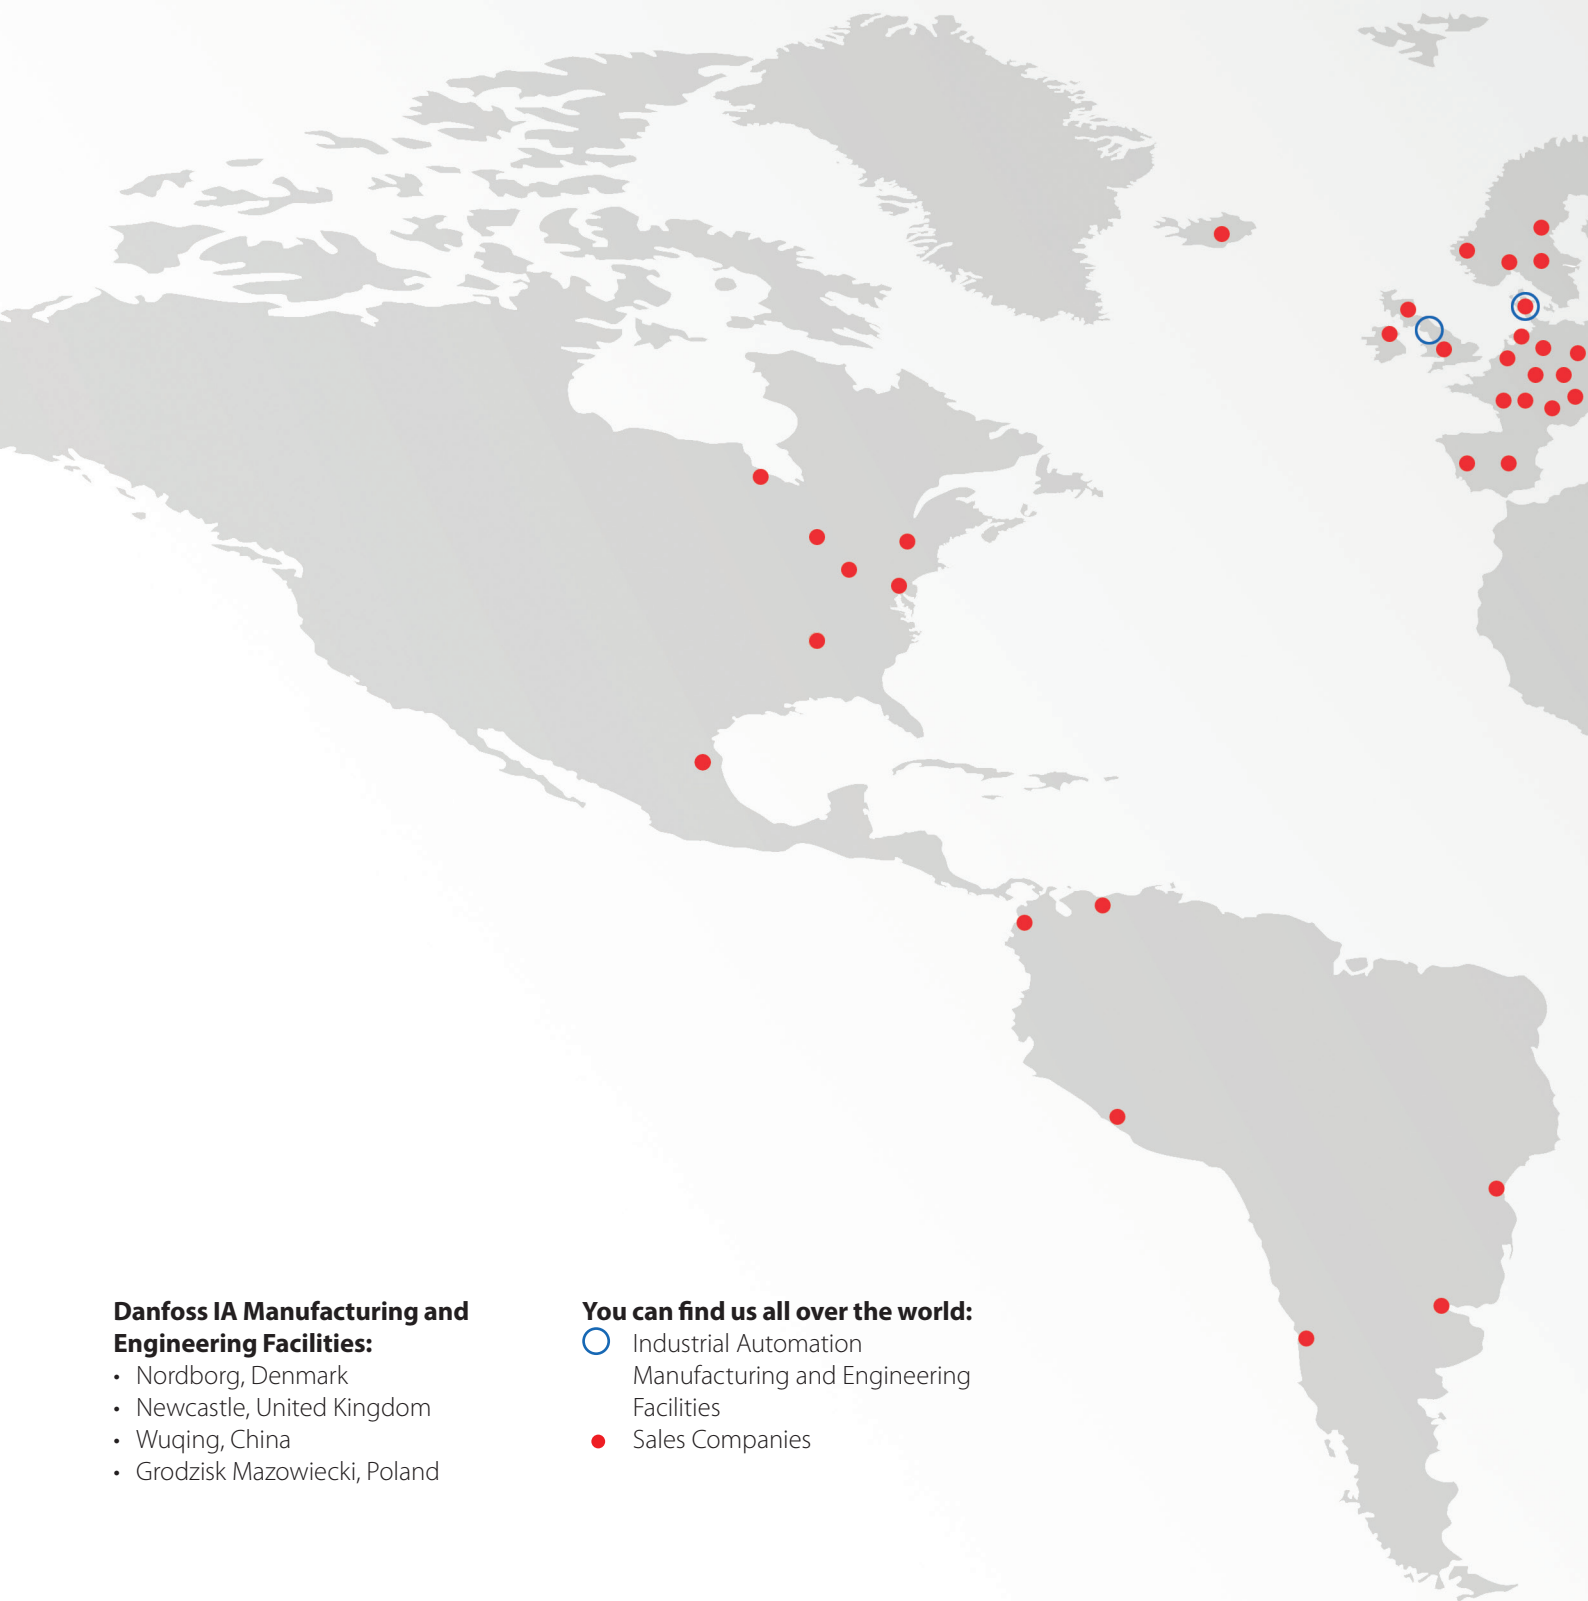 Danfoss IA Manufacturing and
Engineering Facilities:
• Nordborg, Denmark
• Newcastle, United Kingdom
• Wuqing, China
• Grodzisk Mazowiecki, Poland
You can find us all over the world:
Industrial Automation
Manufacturing and Engineering
Facilities
Sales Companies